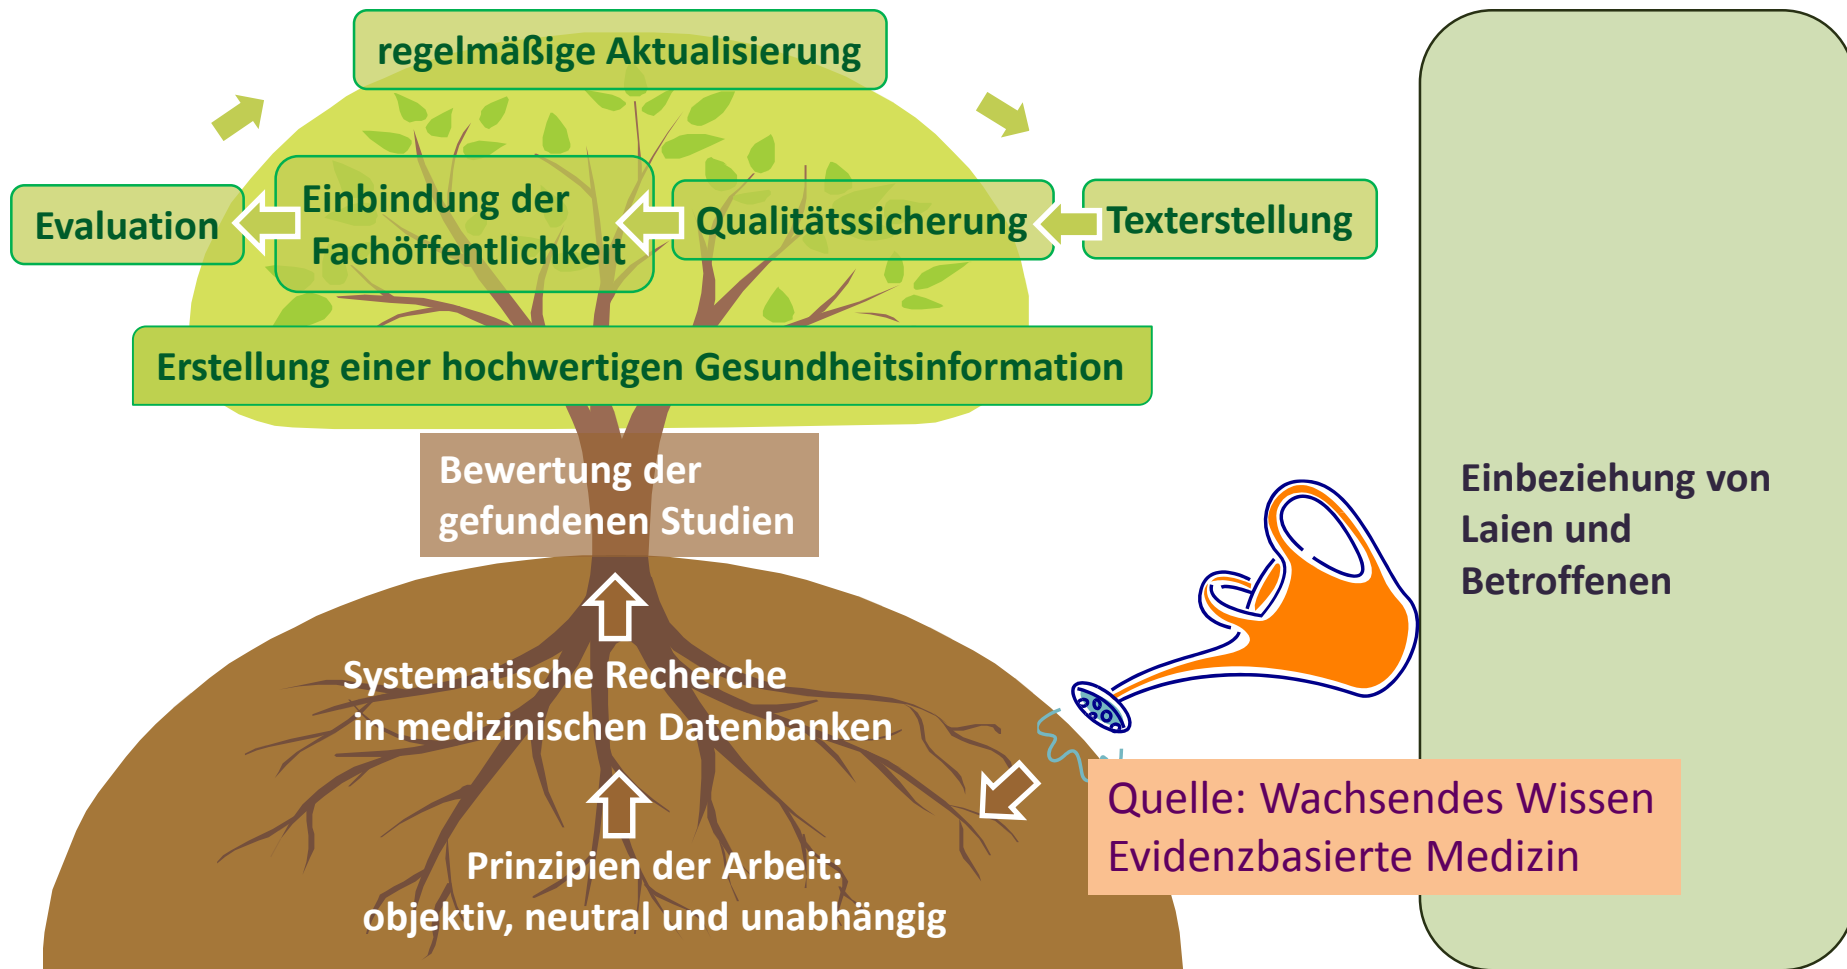 regelmäßige Aktualisierung
Evaluation
Einbindung der
Fachöffentlichkeit
Qualitätssicherung
Texterstellung
Erstellung einer hochwertigen Gesundheitsinformation
Bewertung der
gefundenen Studien
Systematische Recherche
in medizinischen Datenbanken
Prinzipien der Arbeit:
objektiv, neutral und unabhängig
Quelle: Wachsendes Wissen
Evidenzbasierte Medizin
Einbeziehung von
Laien und
Betroffenen